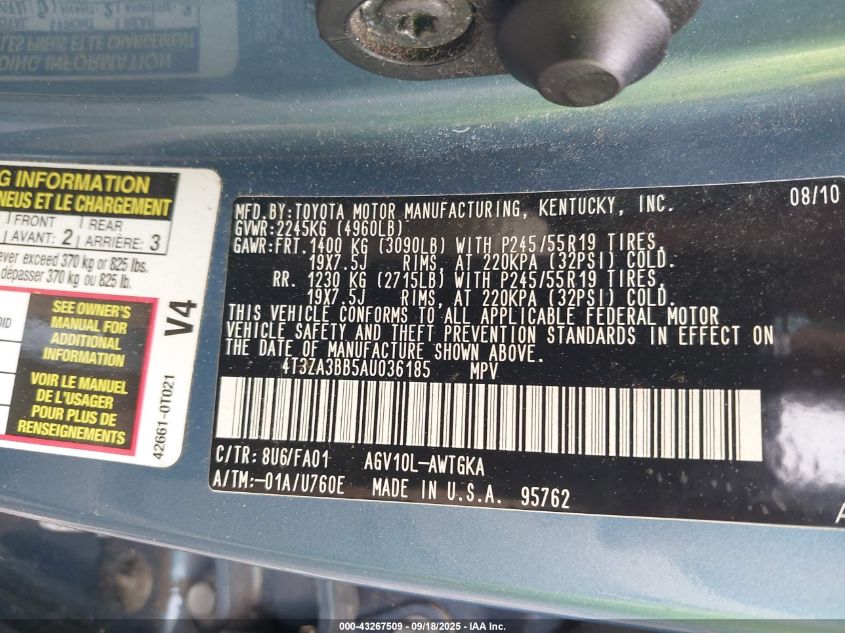 G INFORMATION
NEUS ET LE CHARGEMENT
FRONT
AVANT: 2
REAR
ARRIÈRE: 3
ver exceed 370 kg or 825 lbs.
dépasser 370 kg ou 825 lb.
OID
SEE OWNER'S
MANUAL FOR
ADDITIONAL
INFORMATION
VOIR LE MANUEL
DE L'USAGER
POUR PLUS DE
RENSEIGNEMENTS
V4
42661-0T021
MFD.BY:TOYOTA MOTOR MANUFACTURING, KENTUCKY, INC. 08/10
GVWR:2245KG (4960LB)
GAWR:FRT.1400 KG (3090LB) WITH P245/55R19 TIRES,
19X7.5J RIMS, AT 220KPA (32PSI) COLD.
RR. 1230 KG (2715LB) WITH P245/55R19 TIRES,
19X7.5J RIMS, AT 220KPA (32PSI) COLD.
THIS VEHICLE CONFORMS TO ALL APPLICABLE FEDERAL MOTOR
VEHICLE SAFETY AND THEFT PREVENTION STANDARDS IN EFFECT ON
THE DATE OF MANUFACTURE SHOWN ABOVE.
4T3ZA3BB5AU036185 MPV
C/TR: 8U6/FA01 AGV10L-AWTGKA
A/TM:-01A/U760E MADE IN U.S.A. 95762
A
000-43267509 - 09/18/2025 - IAA Inc.